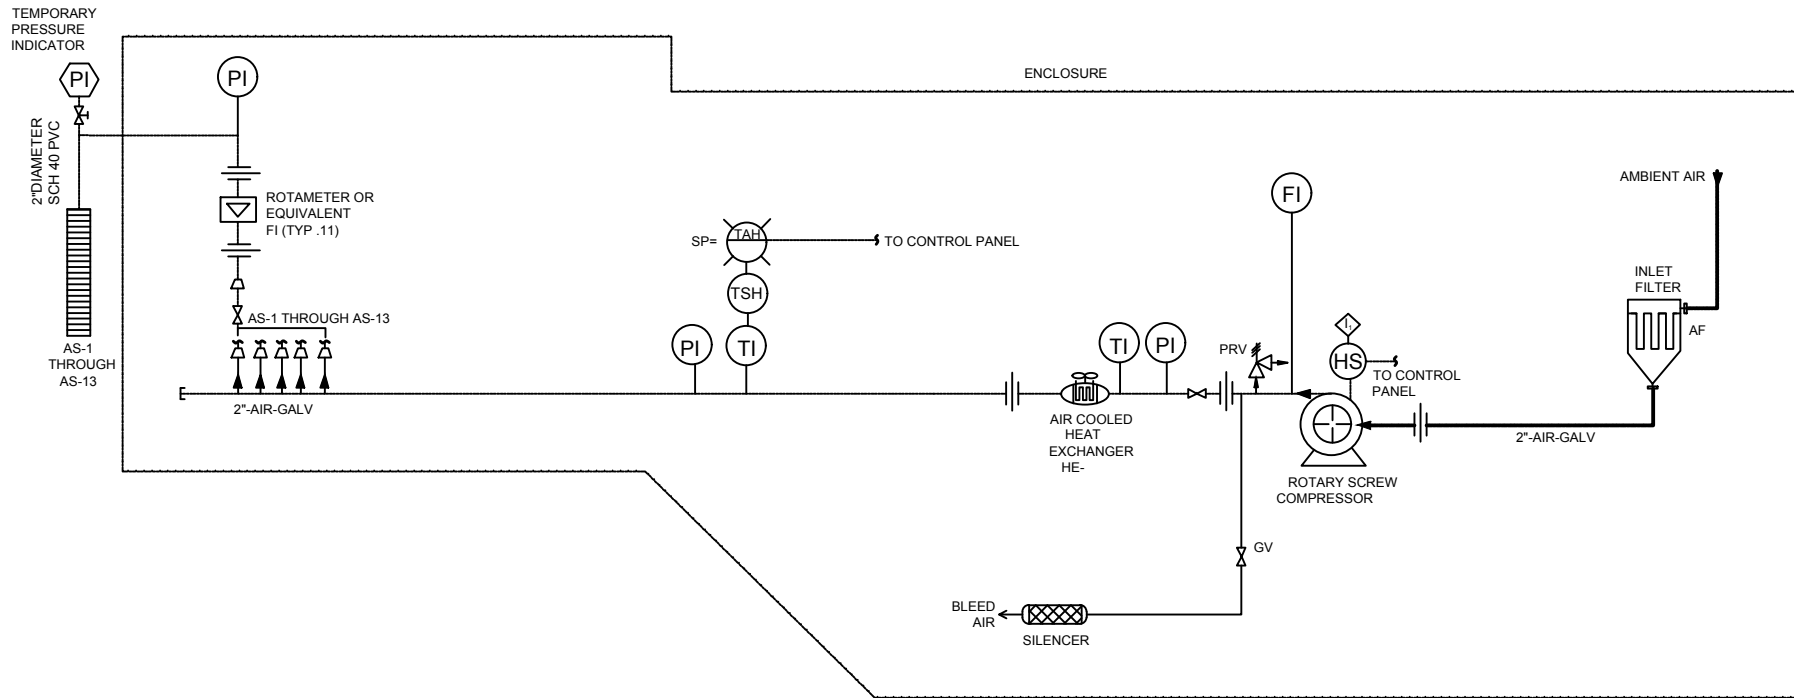 TEMPORARY
PRESSURE
INDICATOR
PI
2"DIAMETER
SCH 40 PVC
AS-1
THROUGH
AS-13
PI
ROTAMETER OR
EQUIVALENT
FI (TYP .11)
AS-1 THROUGH AS-13
2"-AIR-GALV
ENCLOSURE
SP=
TAH
TO CONTROL PANEL
TSH
PI
TI
TI
PI
AIR COOLED
HEAT
EXCHANGER
HE-
PRV
FI
I1
HS
TO CONTROL
PANEL
ROTARY SCREW
COMPRESSOR
GV
BLEED
AIR
SILENCER
AMBIENT AIR
INLET
FILTER
AF
2"-AIR-GALV